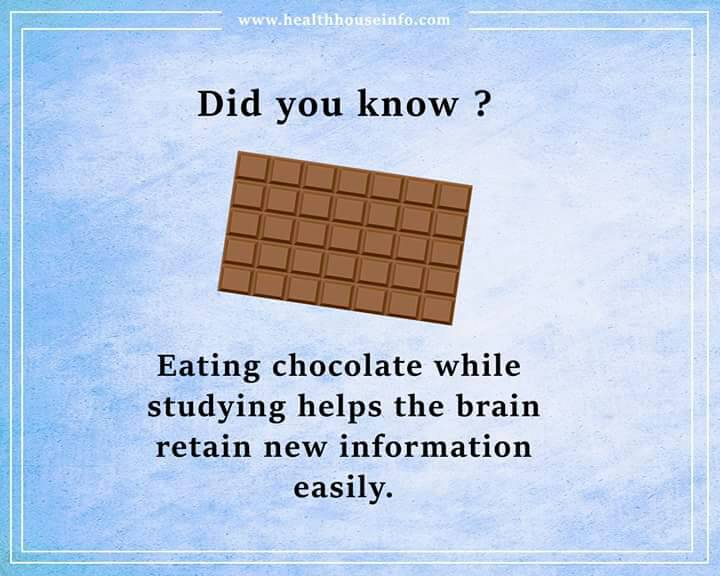 www.healthhouseinfo.com
Did you know ?
Eating chocolate while
studying helps the brain
retain new information
easily.